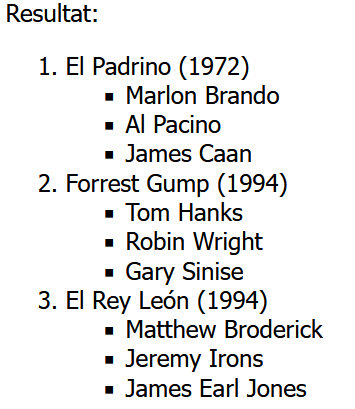 Resultat:
1. El Padrino (1972)
▪ Marlon Brando
▪ Al Pacino
▪ James Caan
2. Forrest Gump (1994)
▪ Tom Hanks
▪ Robin Wright
▪ Gary Sinise
3. El Rey León (1994)
▪ Matthew Broderick
▪ Jeremy Irons
▪ James Earl Jones